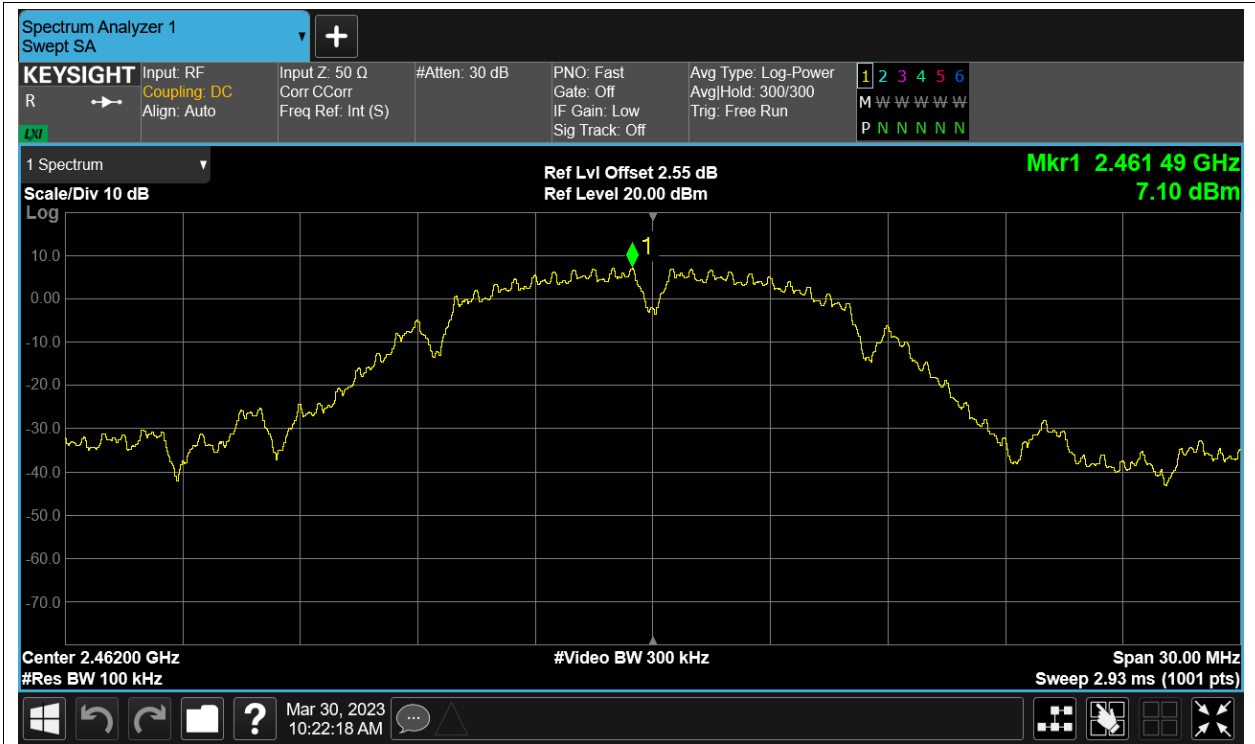 Spectrum Analyzer 1
Swept SA
KEYSIGHT
R
LXI
Input: RF
Coupling: DC
Align: Auto
Input Z: 50 Ω
Corr CCorr
Freq Ref: Int (S)
#Atten: 30 dB
PNO: Fast
Gate: Off
IF Gain: Low
Sig Track: Off
Avg Type: Log-Power
Avg|Hold: 300/300
Trig: Free Run
1 2 3 4 5 6
M W W W W W
P N N N N N
1 Spectrum
Scale/Div 10 dB
Ref Lvl Offset 2.55 dB
Ref Level 20.00 dBm
Mkr1 2.461 49 GHz
7.10 dBm
Log
1
10.0
0.00
-10.0
-20.0
-30.0
-40.0
-50.0
-60.0
-70.0
Center 2.46200 GHz
#Video BW 300 kHz
Span 30.00 MHz
#Res BW 100 kHz
Sweep 2.93 ms (1001 pts)
?
Mar 30, 2023
10:22:18 AM